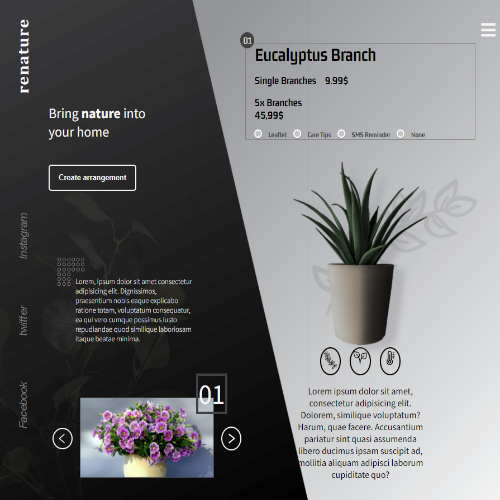 renature
Bring nature into
your home
Create arrangement
Instagram
twitter
Facebook
Lorem, ipsum dolor sit amet consectetur
adipisicing elit. Dignissimos,
praesentium nobis eaque explicabo
ratione totam, voluptatum consequatur,
ea qui vero cumque possimus iusto
repudiandae quod similique laboriosam
itaque beatae minima.
01
01
Eucalyptus Branch
Single Branches 9.99$
5x Branches
45,99$
Leaflet Care Tips SMS Reminder None
Lorem ipsum dolor sit amet,
consectetur adipisicing elit.
Dolorem, similique voluptatum?
Harum, quae facere. Voluptates,
pariatur sint quasi assumenda
libero ducimus ipsam suscipit ad,
mollitia aliquam adipisci laborum
cupiditate quo?